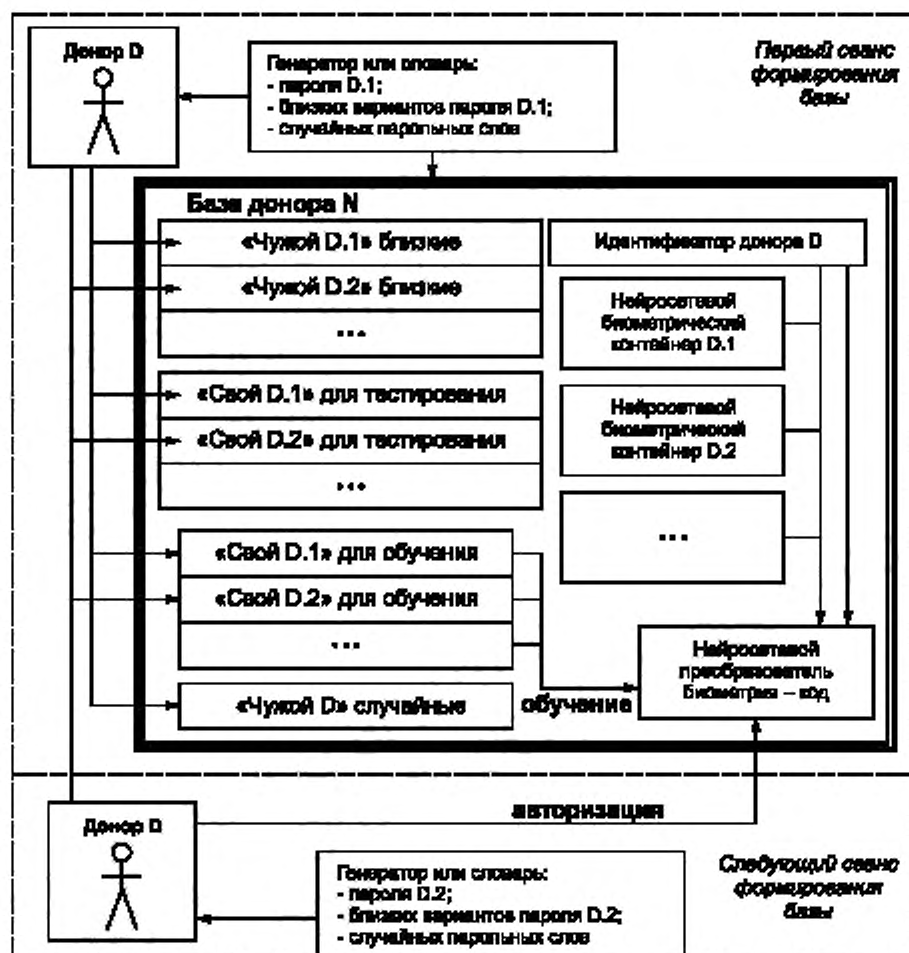 Донор D
Генератор или словарь:
- пароля D.1;
- близких вариантов пароля D.1;
- случайных парольных слов
Первый сеанс
формирования
базы
База донора N
«Чужой D.1» близкие
«Чужой D.2» близкие
...
«Свой D.1» для тестирования
«Свой D.2» для тестирования
...
«Свой D.1» для обучения
«Свой D.2» для обучения
...
«Чужой D» случайные
Идентификатор донора D
Нейросетевой
биометрический
контейнер D.1
Нейросетевой
биометрический
контейнер D.2
...
Нейросетевой
преобразователь
биометрия – код
обучение
авторизация
Донор D
Генератор или словарь:
- пароля D.2;
- близких вариантов пароля D.2;
- случайных парольных слов
Следующий сеанс
формирования
базы